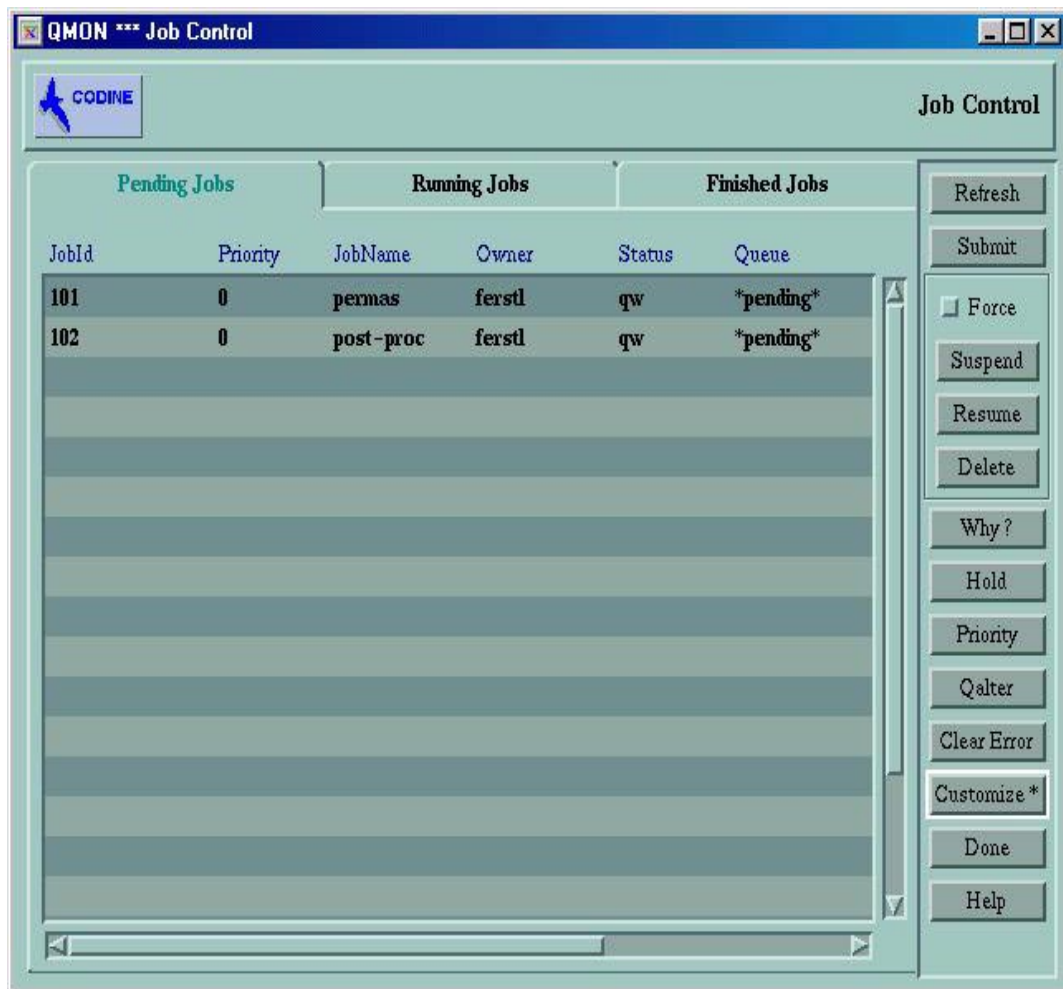 QMON *** Job Control
CODINE
Job Control
Pending Jobs Running Jobs Finished Jobs
JobId Priority JobName Owner Status Queue
101 0 permas ferstl qw *pending*
102 0 post-proc ferstl qw *pending*
Refresh
Submit
Force
Suspend
Resume
Delete
Why ?
Hold
Priority
Qalter
Clear Error
Customize *
Done
Help